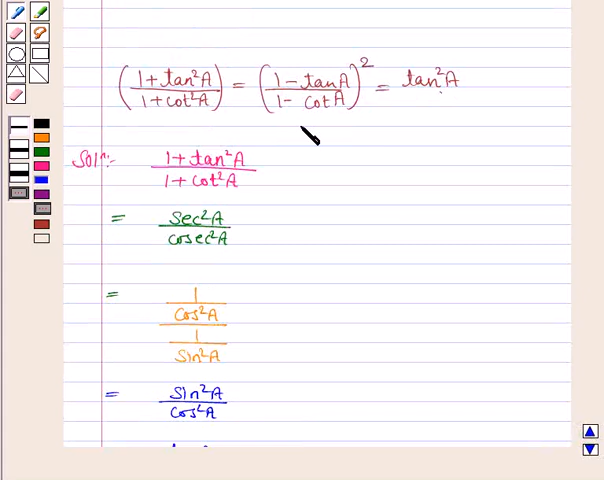 (1+tan²A / 1+cot²A) = (1-tanA / 1-cotA)² = tan²A
Solⁿ:- 1+tan²A / 1+cot²A
= sec²A / cosec²A
= 1/cos²A / 1/sin²A
= sin²A / cos²A